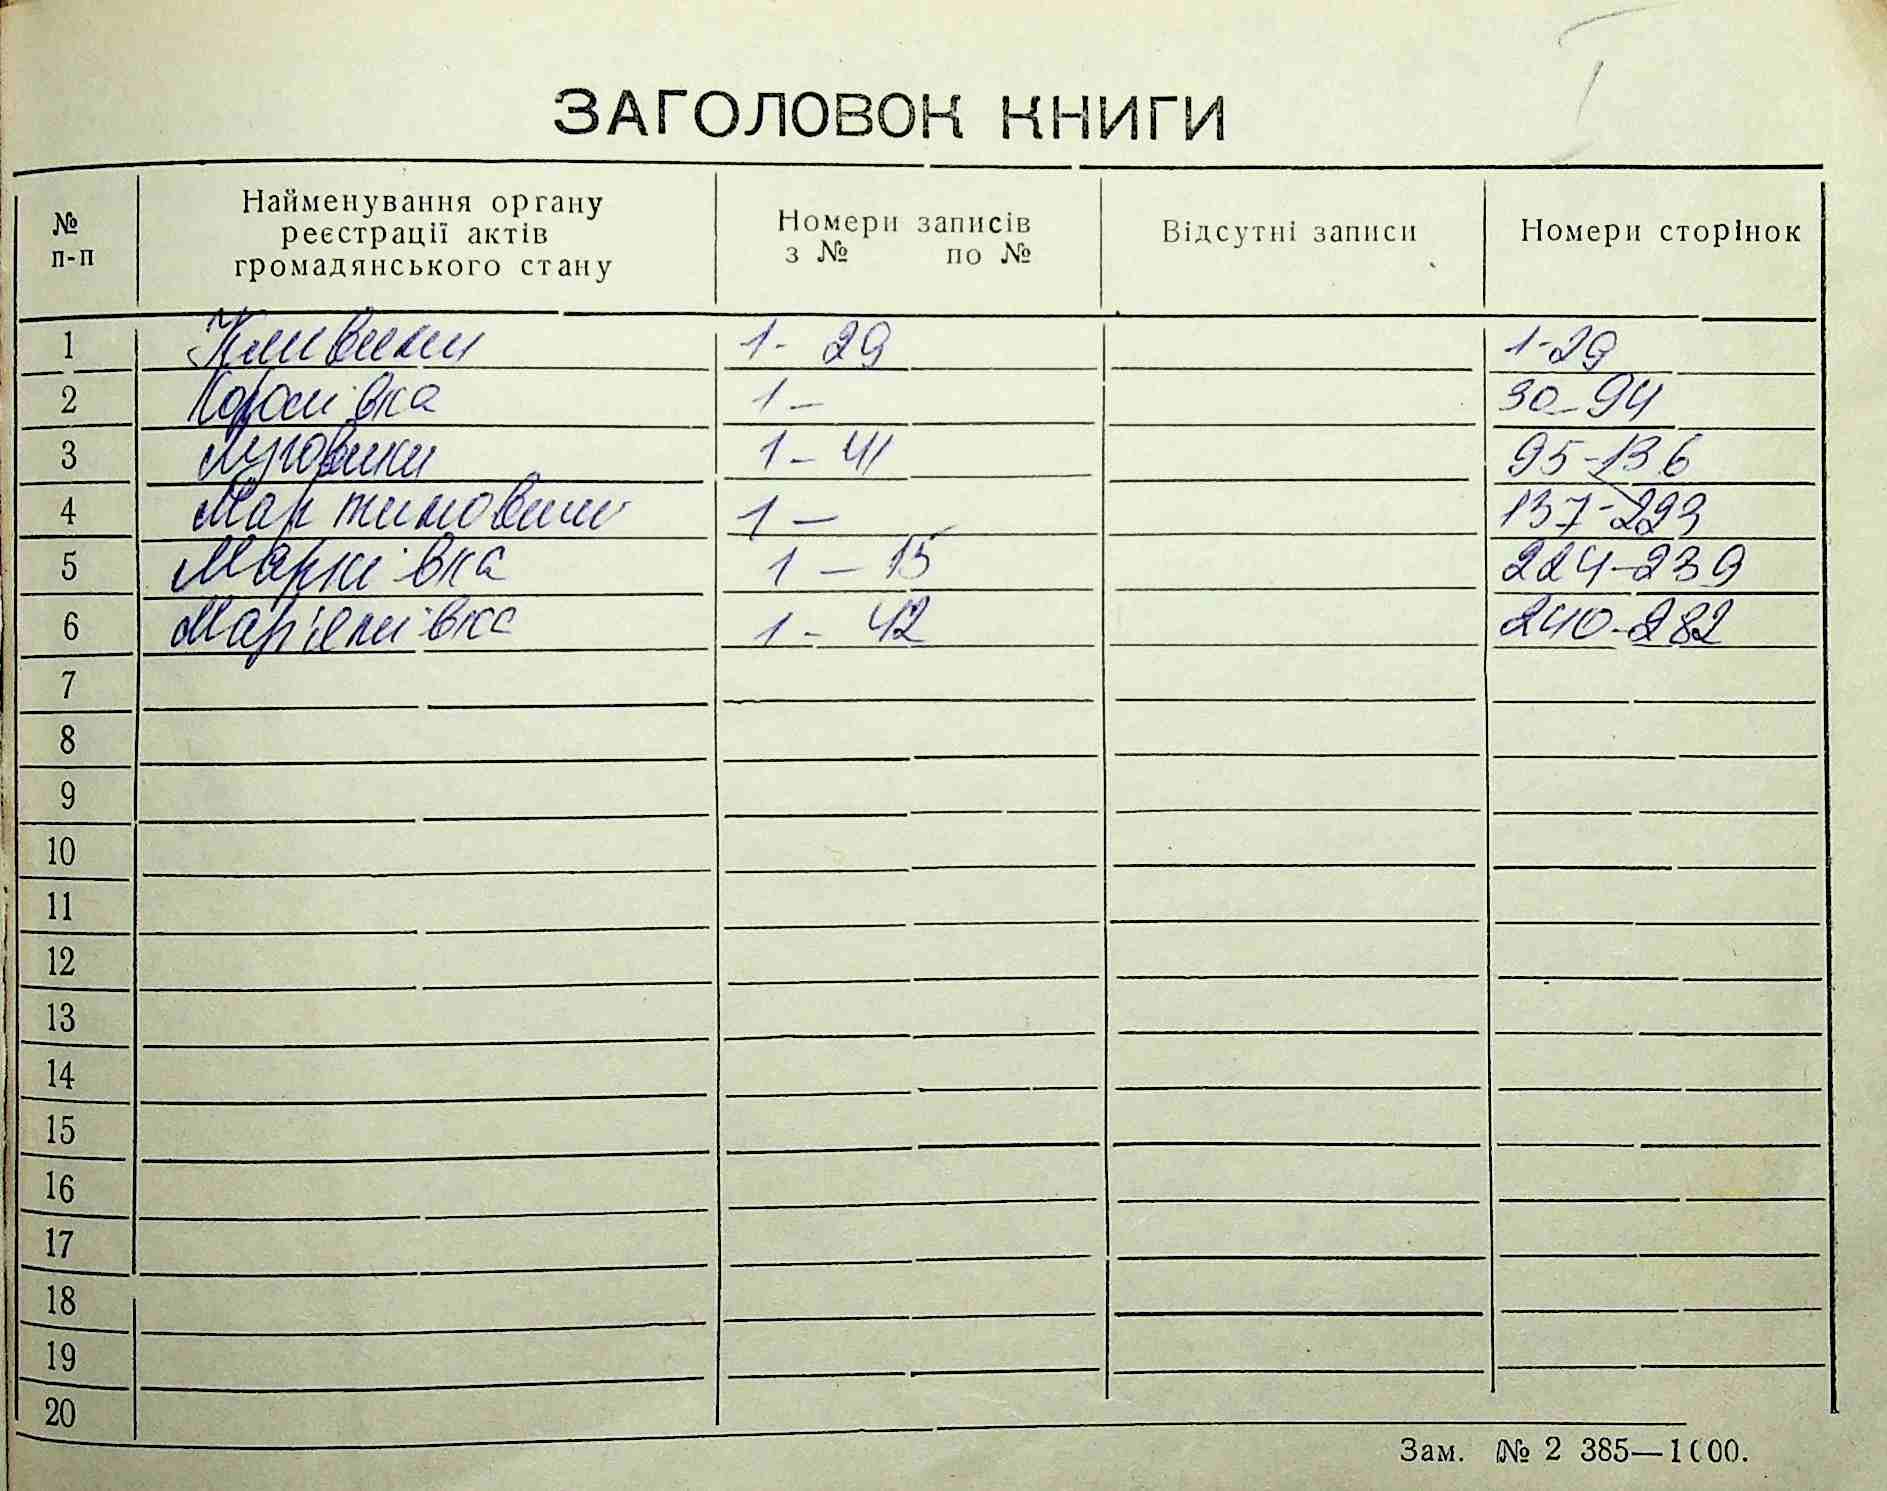 ЗАГОЛОВОК КНИГИ
№ п-п
Найменування органу
реєстрації актів
громадянського стану
Номери записів
з № по №
Відсутні записи
Номери сторінок
1 1- 29 1-29
2 Королівка 1- 30-94
3 Луговики 1-41 95-136
4 Мартиновичі 1- 137-223
5 Марківка 1-15 224-239
6 Мар'янівка 1-42 240-282
7
8
9
10
11
12
13
14
15
16
17
18
19
20
Зам. № 2 385—1000.